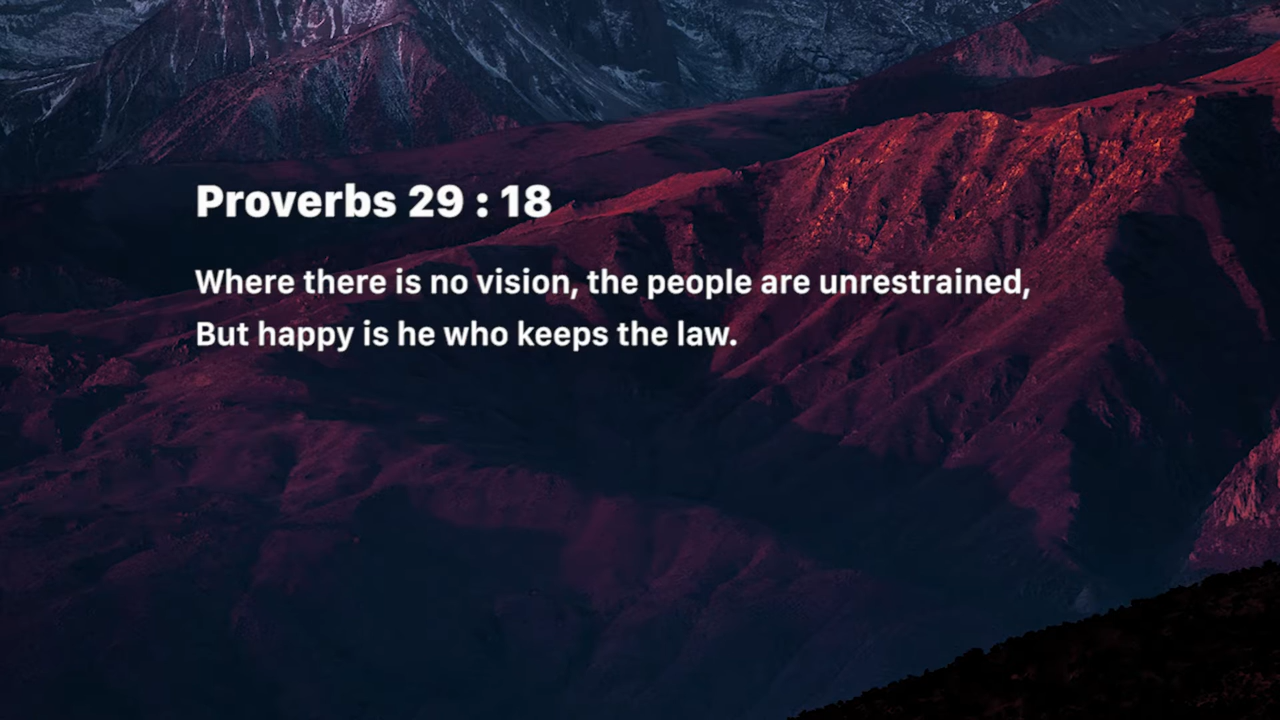 Proverbs 29 : 18
Where there is no vision, the people are unrestrained,
But happy is he who keeps the law.